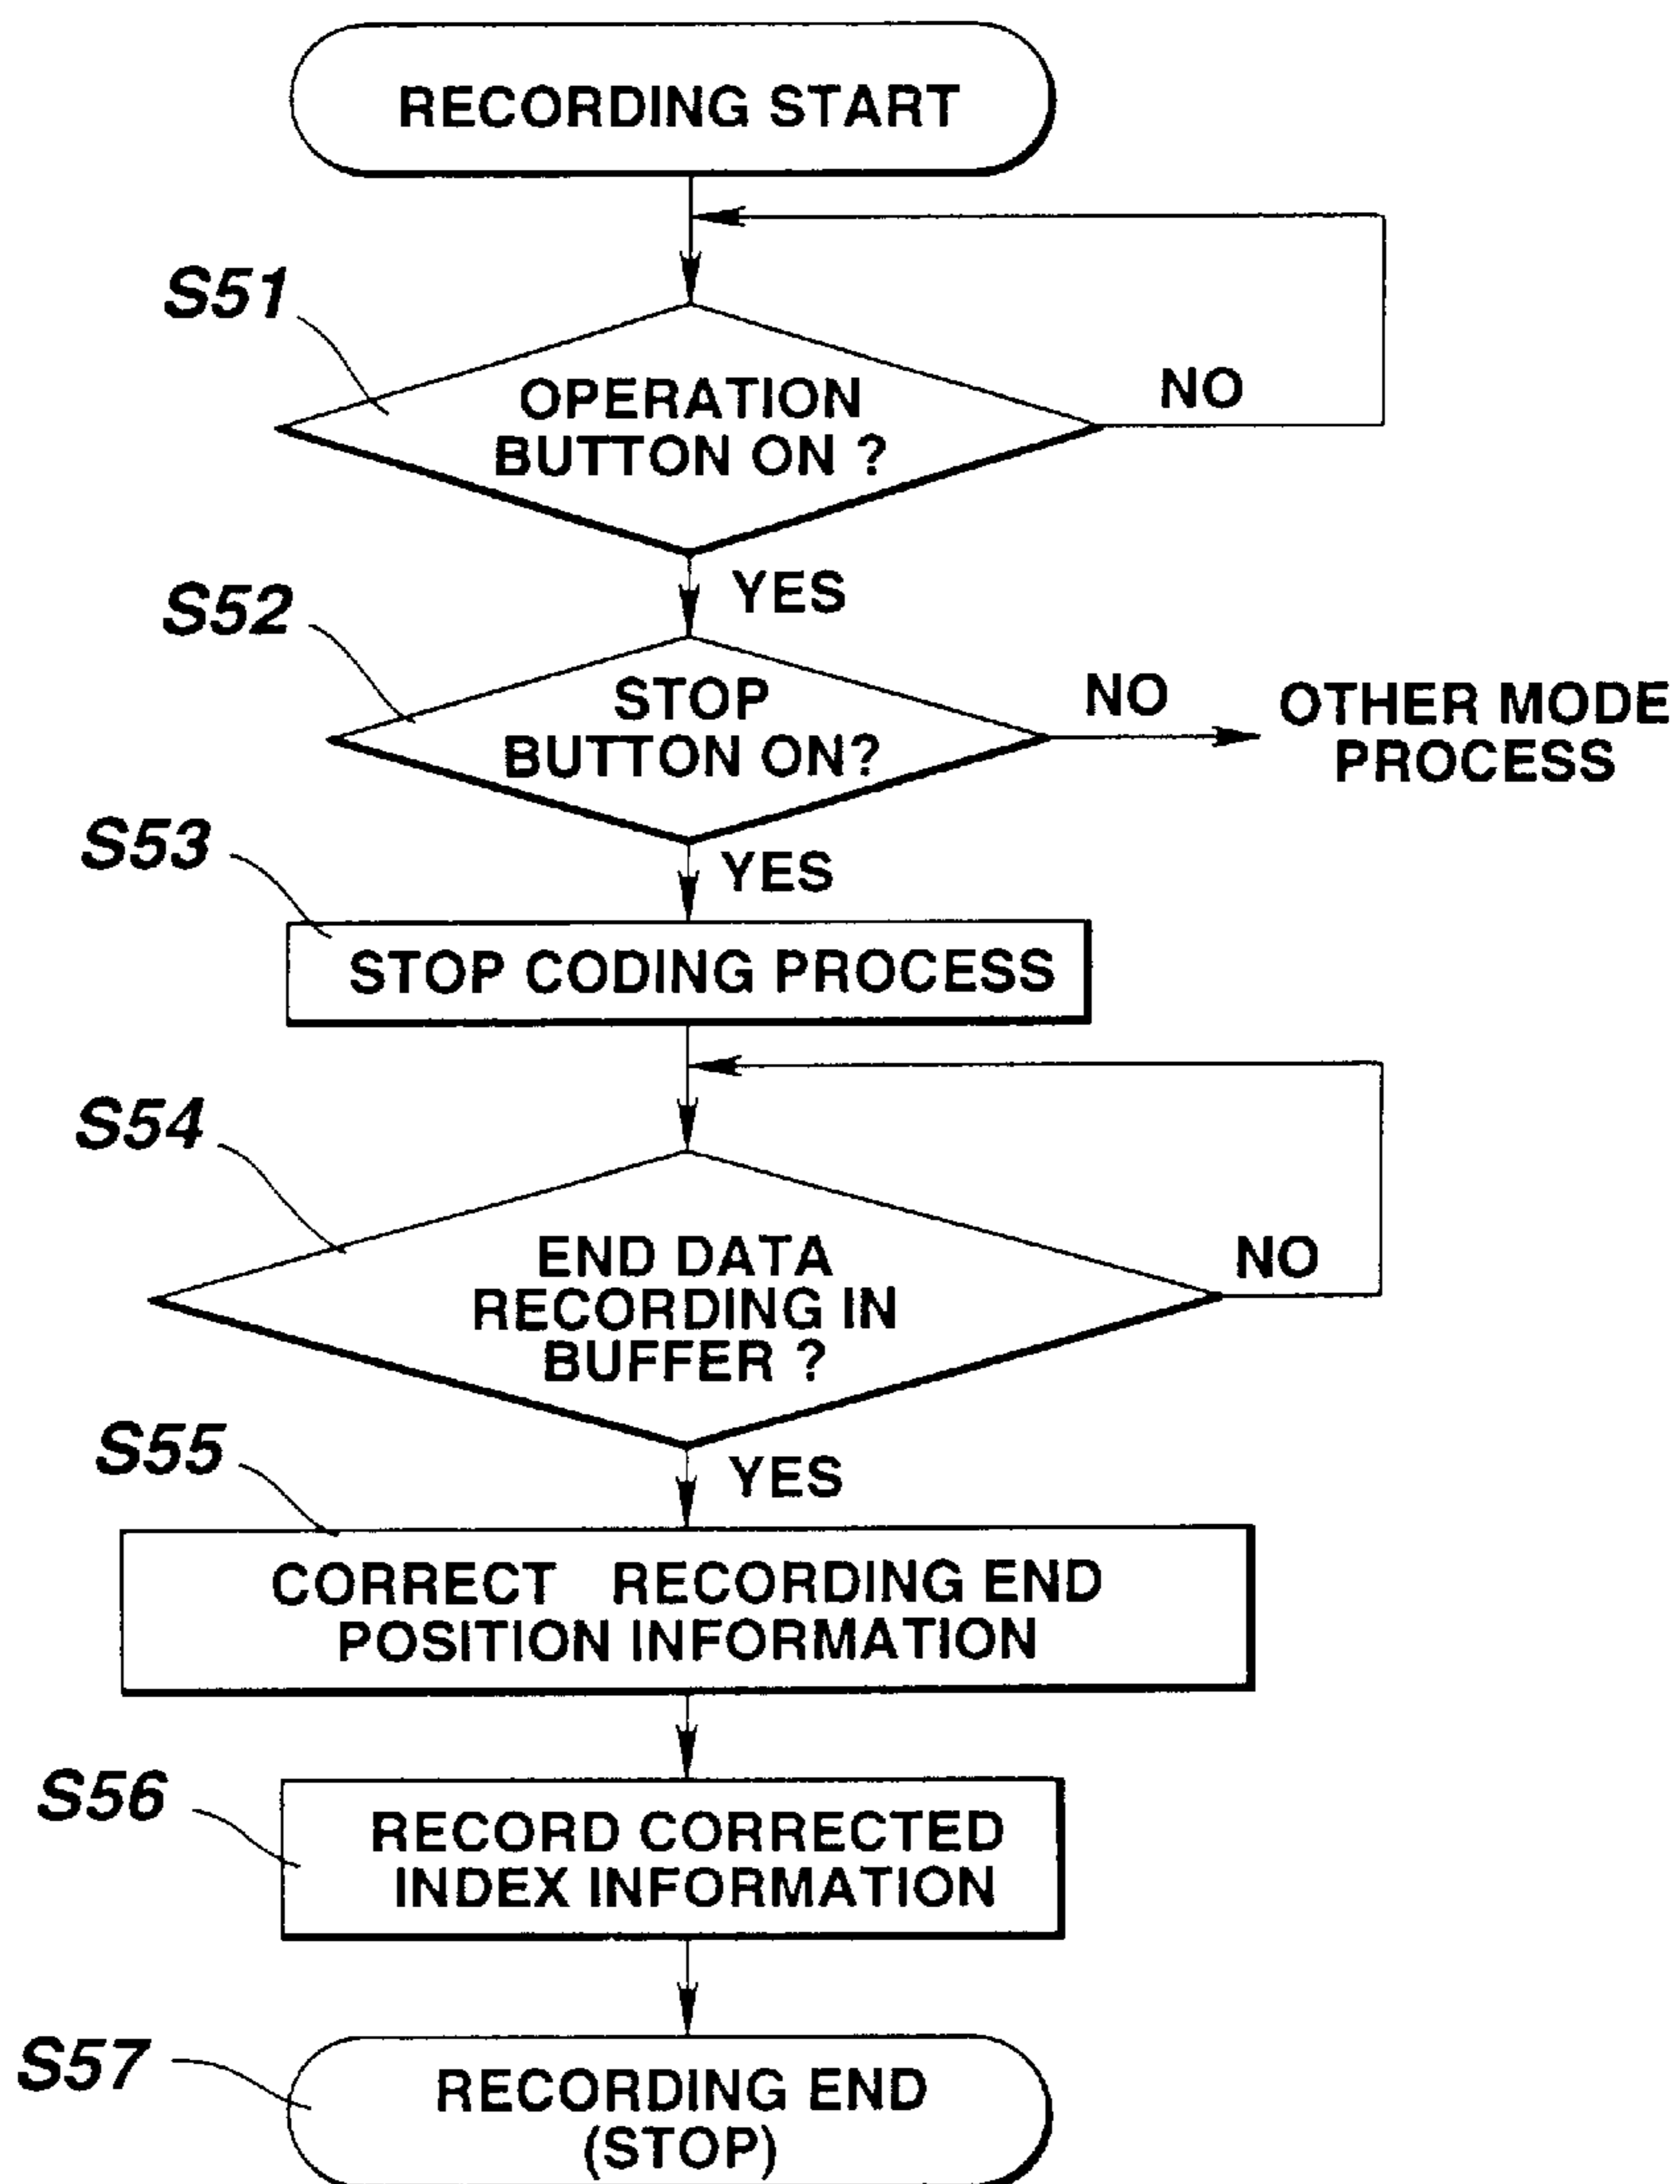 RECORDING START
S51
OPERATION
BUTTON ON ?
NO
YES
S52
STOP
BUTTON ON?
NO
OTHER MODE
PROCESS
YES
S53
STOP CODING PROCESS
S54
END DATA
RECORDING IN
BUFFER ?
NO
YES
S55
CORRECT RECORDING END
POSITION INFORMATION
S56
RECORD CORRECTED
INDEX INFORMATION
S57
RECORDING END
(STOP)